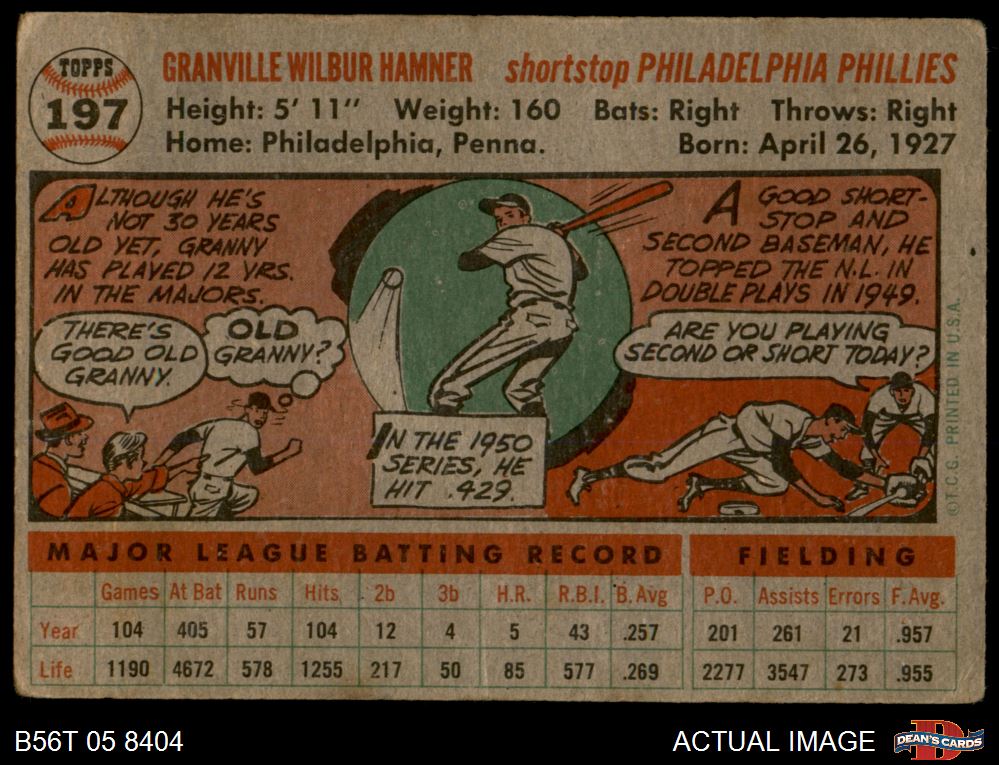 TOPPS
197
GRANVILLE WILBUR HAMNER shortstop PHILADELPHIA PHILLIES
Height: 5' 11" Weight: 160 Bats: Right Throws: Right
Home: Philadelphia, Penna. Born: April 26, 1927
ALTHOUGH HE'S
NOT 30 YEARS
OLD YET, GRANNY
HAS PLAYED 12 YRS.
IN THE MAJORS.
THERE'S
GOOD OLD
GRANNY.
OLD
GRANNY?
IN THE 1950
SERIES, HE
HIT .429.
A GOOD SHORT-
STOP AND
SECOND BASEMAN, HE
TOPPED THE N.L. IN
DOUBLE PLAYS IN 1949.
ARE YOU PLAYING
SECOND OR SHORT TODAY?
© T.C.G. PRINTED IN U.S.A.
MAJOR LEAGUE BATTING RECORD FIELDING
Games At Bat Runs Hits 2b 3b H.R. R.B.I. B. Avg P.O. Assists Errors F. Avg.
Year 104 405 57 104 12 4 5 43 .257 201 261 21 .957
Life 1190 4672 578 1255 217 50 85 577 .269 2277 3547 273 .955
B56T 05 8404 ACTUAL IMAGE DEAN'S CARDS